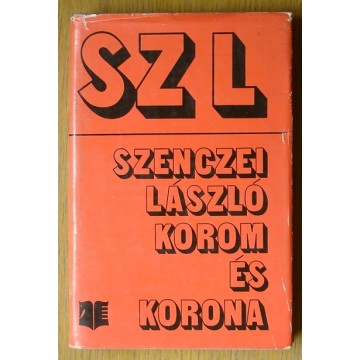 SZ L
SZENCZEI
LÁSZLÓ
KOROM
ÉS
KORONA